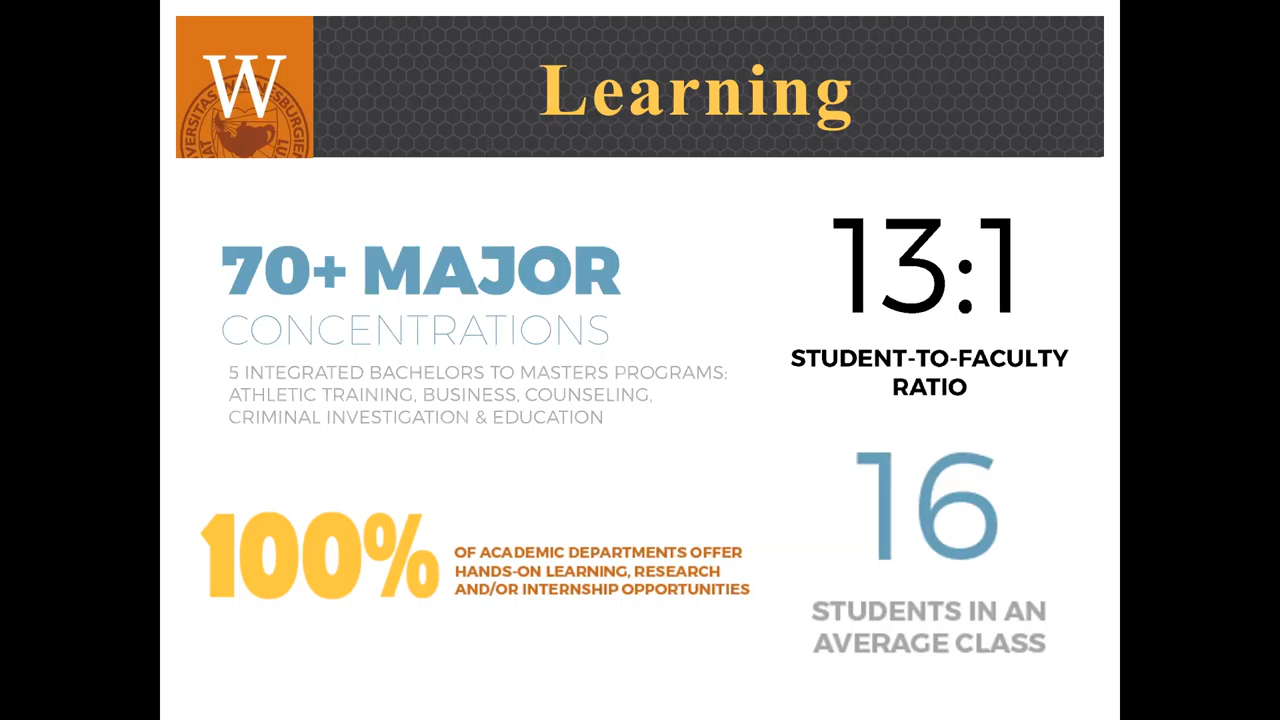 W
Learning
70+ MAJOR
CONCENTRATIONS
5 INTEGRATED BACHELORS TO MASTERS PROGRAMS:
ATHLETIC TRAINING, BUSINESS, COUNSELING,
CRIMINAL INVESTIGATION & EDUCATION
100%
OF ACADEMIC DEPARTMENTS OFFER
HANDS-ON LEARNING, RESEARCH
AND/OR INTERNSHIP OPPORTUNITIES
13:1
STUDENT-TO-FACULTY
RATIO
16
STUDENTS IN AN
AVERAGE CLASS